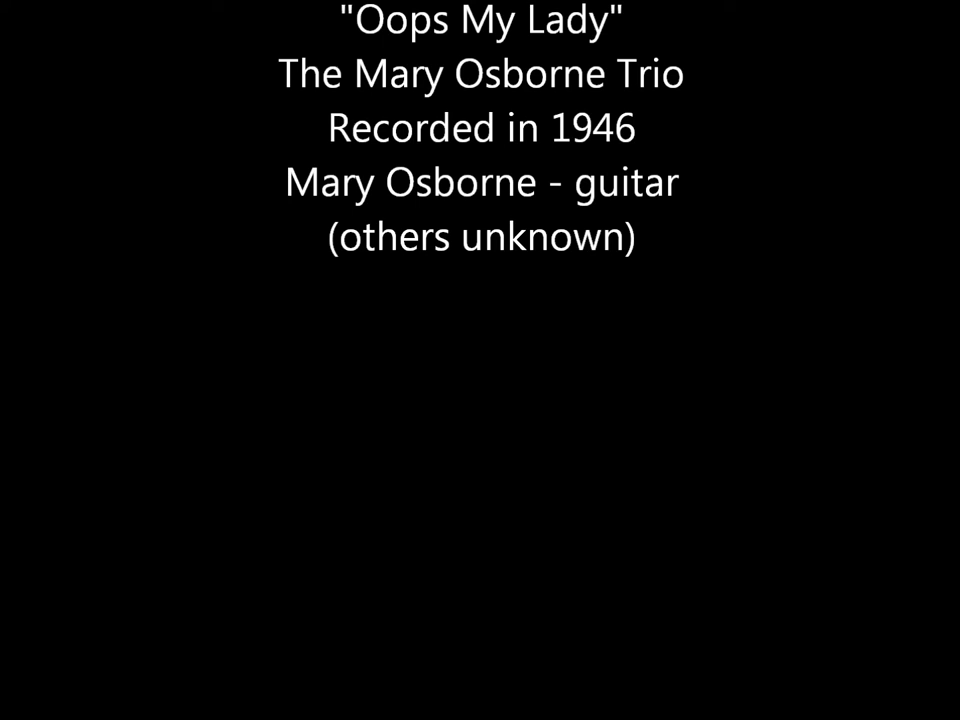 "Oops My Lady"
The Mary Osborne Trio
Recorded in 1946
Mary Osborne - guitar
(others unknown)